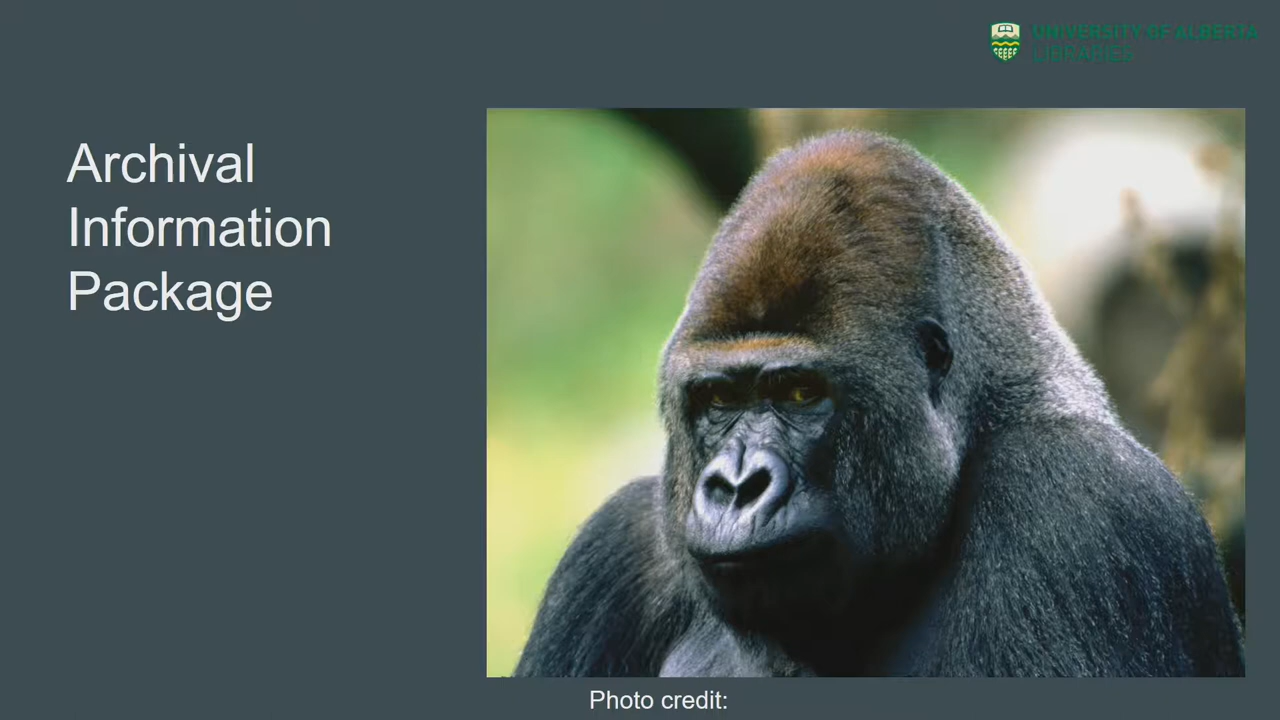 UNIVERSITY OF ALBERTA
LIBRARIES
Archival
Information
Package
Photo credit: